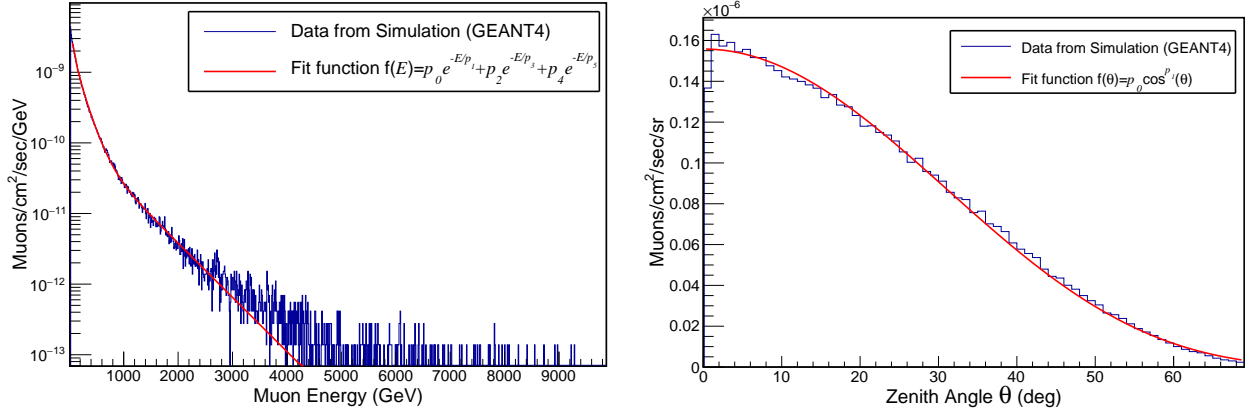 Data from Simulation (GEANT4)
Fit function f(E)=p₀e^(-E/p₁)+p₂e^(-E/p₃)+p₄e^(-E/p₅)
Muons/cm²/sec/GeV
10⁻⁹
10⁻¹⁰
10⁻¹¹
10⁻¹²
10⁻¹³
1000 2000 3000 4000 5000 6000 7000 8000 9000
Muon Energy (GeV)
×10⁻⁶
Data from Simulation (GEANT4)
Fit function f(θ)=p₀cos^(p₁)(θ)
Muons/cm²/sec/sr
0.16
0.14
0.12
0.1
0.08
0.06
0.04
0.02
0
0 10 20 30 40 50 60
Zenith Angle θ (deg)